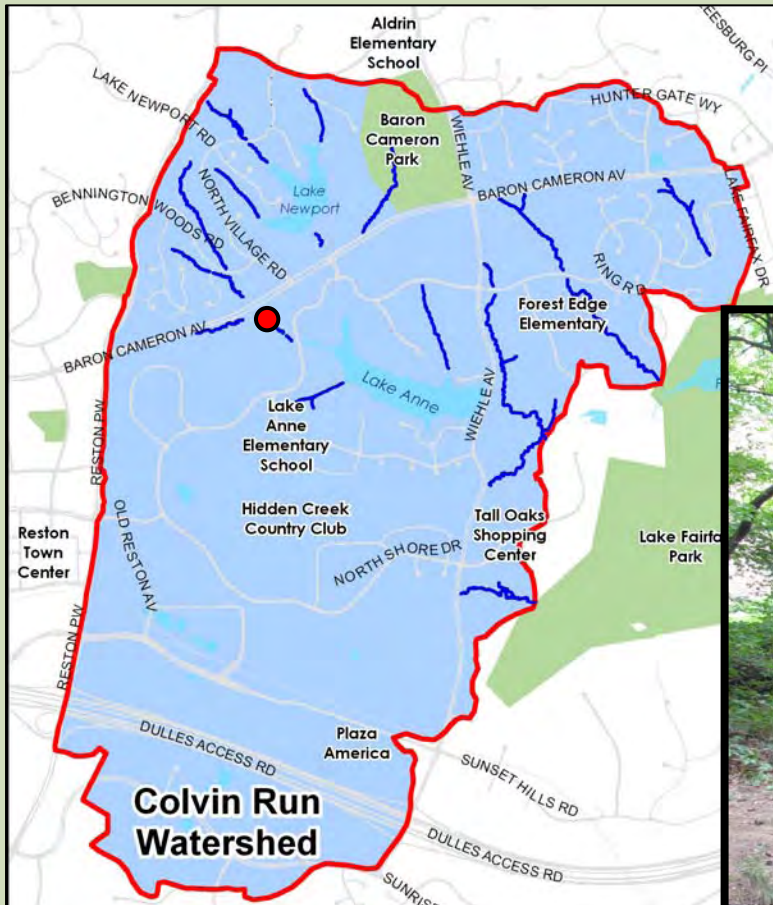 Aldrin
Elementary
School
EESBURG PI
LAKE NEWPORT RD
HUNTER GATE WY
Baron
Cameron
Park
WIEHLE AV
BARON CAMERON AV
LAKE FAIRFAX DR
Lake
Newport
BENNINGTON WOODS RD
NORTH VILLAGE RD
RING RD
Forest Edge
Elementary
BARON CAMERON AV
Lake Anne
WIEHLE AV
Lake
Anne
Elementary
School
RESTON PW
Hidden Creek
Country Club
Tall Oaks
Shopping
Center
OLD RESTON AV
Reston
Town
Center
NORTH SHORE DR
Lake Fairfa
Park
RESTON PW
DULLES ACCESS RD
Plaza
America
SUNSET HILLS RD
Colvin Run
Watershed
DULLES ACCESS RD
SUNRIS